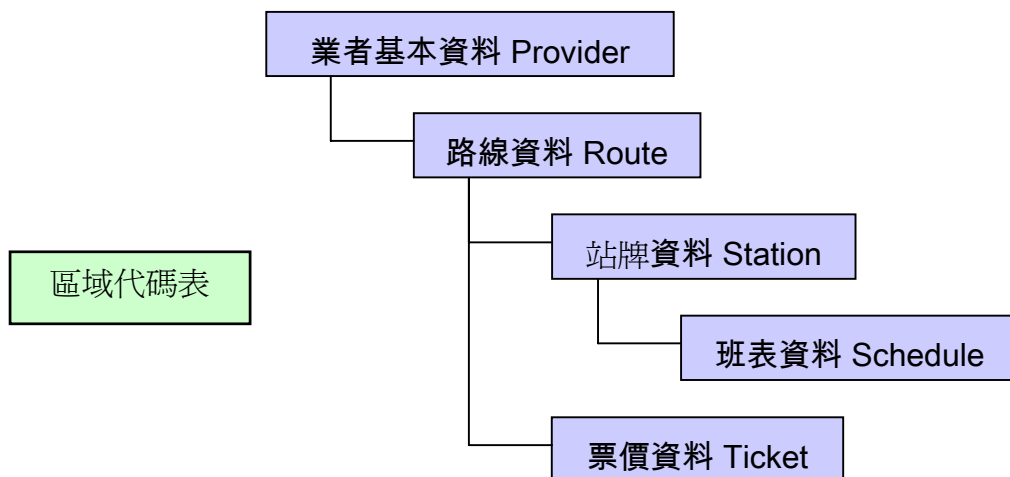 業者基本資料 Provider
路線資料 Route
站牌資料 Station
區域代碼表
班表資料 Schedule
票價資料 Ticket